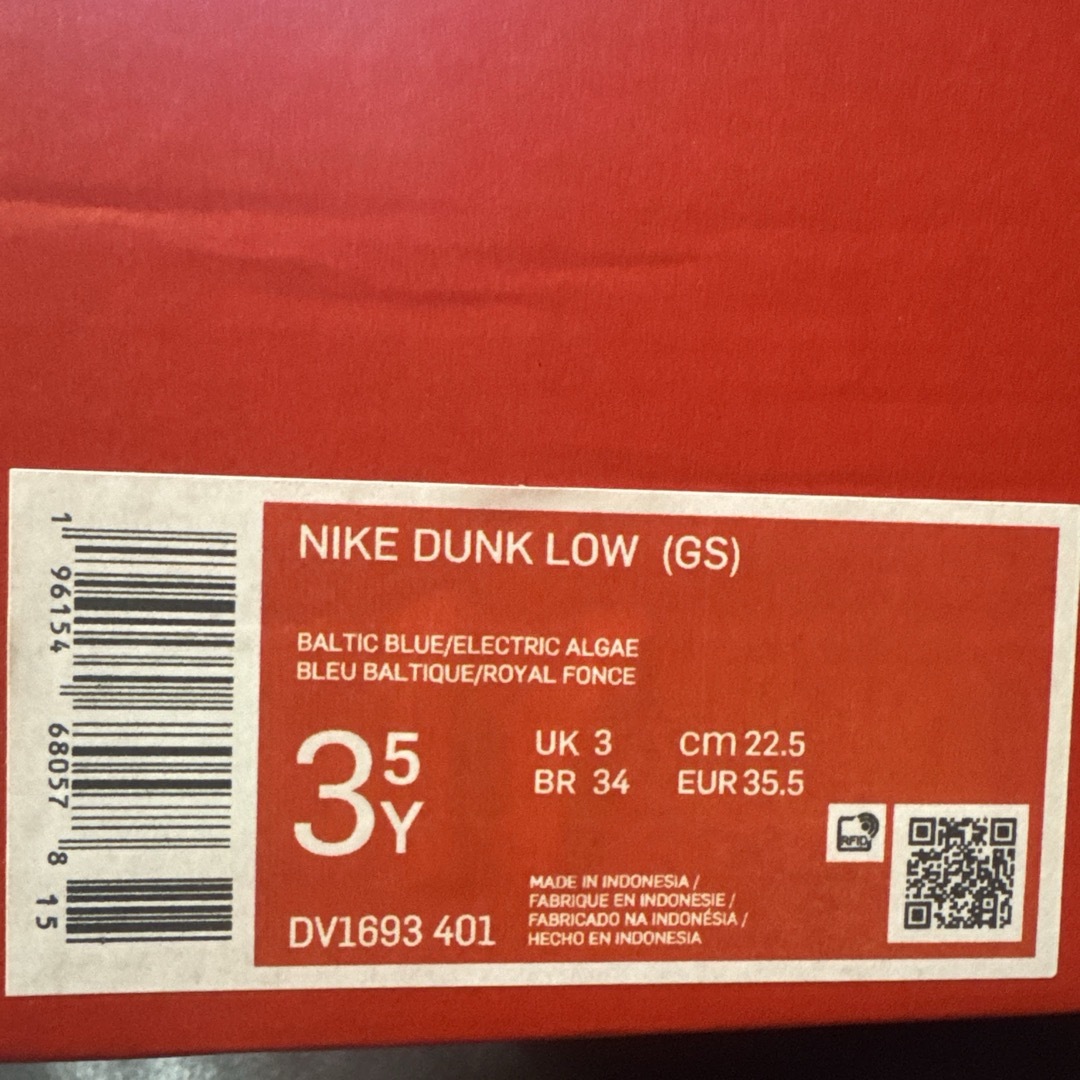 NIKE DUNK LOW (GS)
BALTIC BLUE/ELECTRIC ALGAE
BLEU BALTIQUE/ROYAL FONCE
3 5 Y
UK 3 cm 22.5
BR 34 EUR 35.5
RFID
MADE IN INDONESIA /
FABRIQUE EN INDONESIE /
FABRICADO NA INDONÉSIA /
HECHO EN INDONESIA
DV1693 401
1 96154 68057 8 15